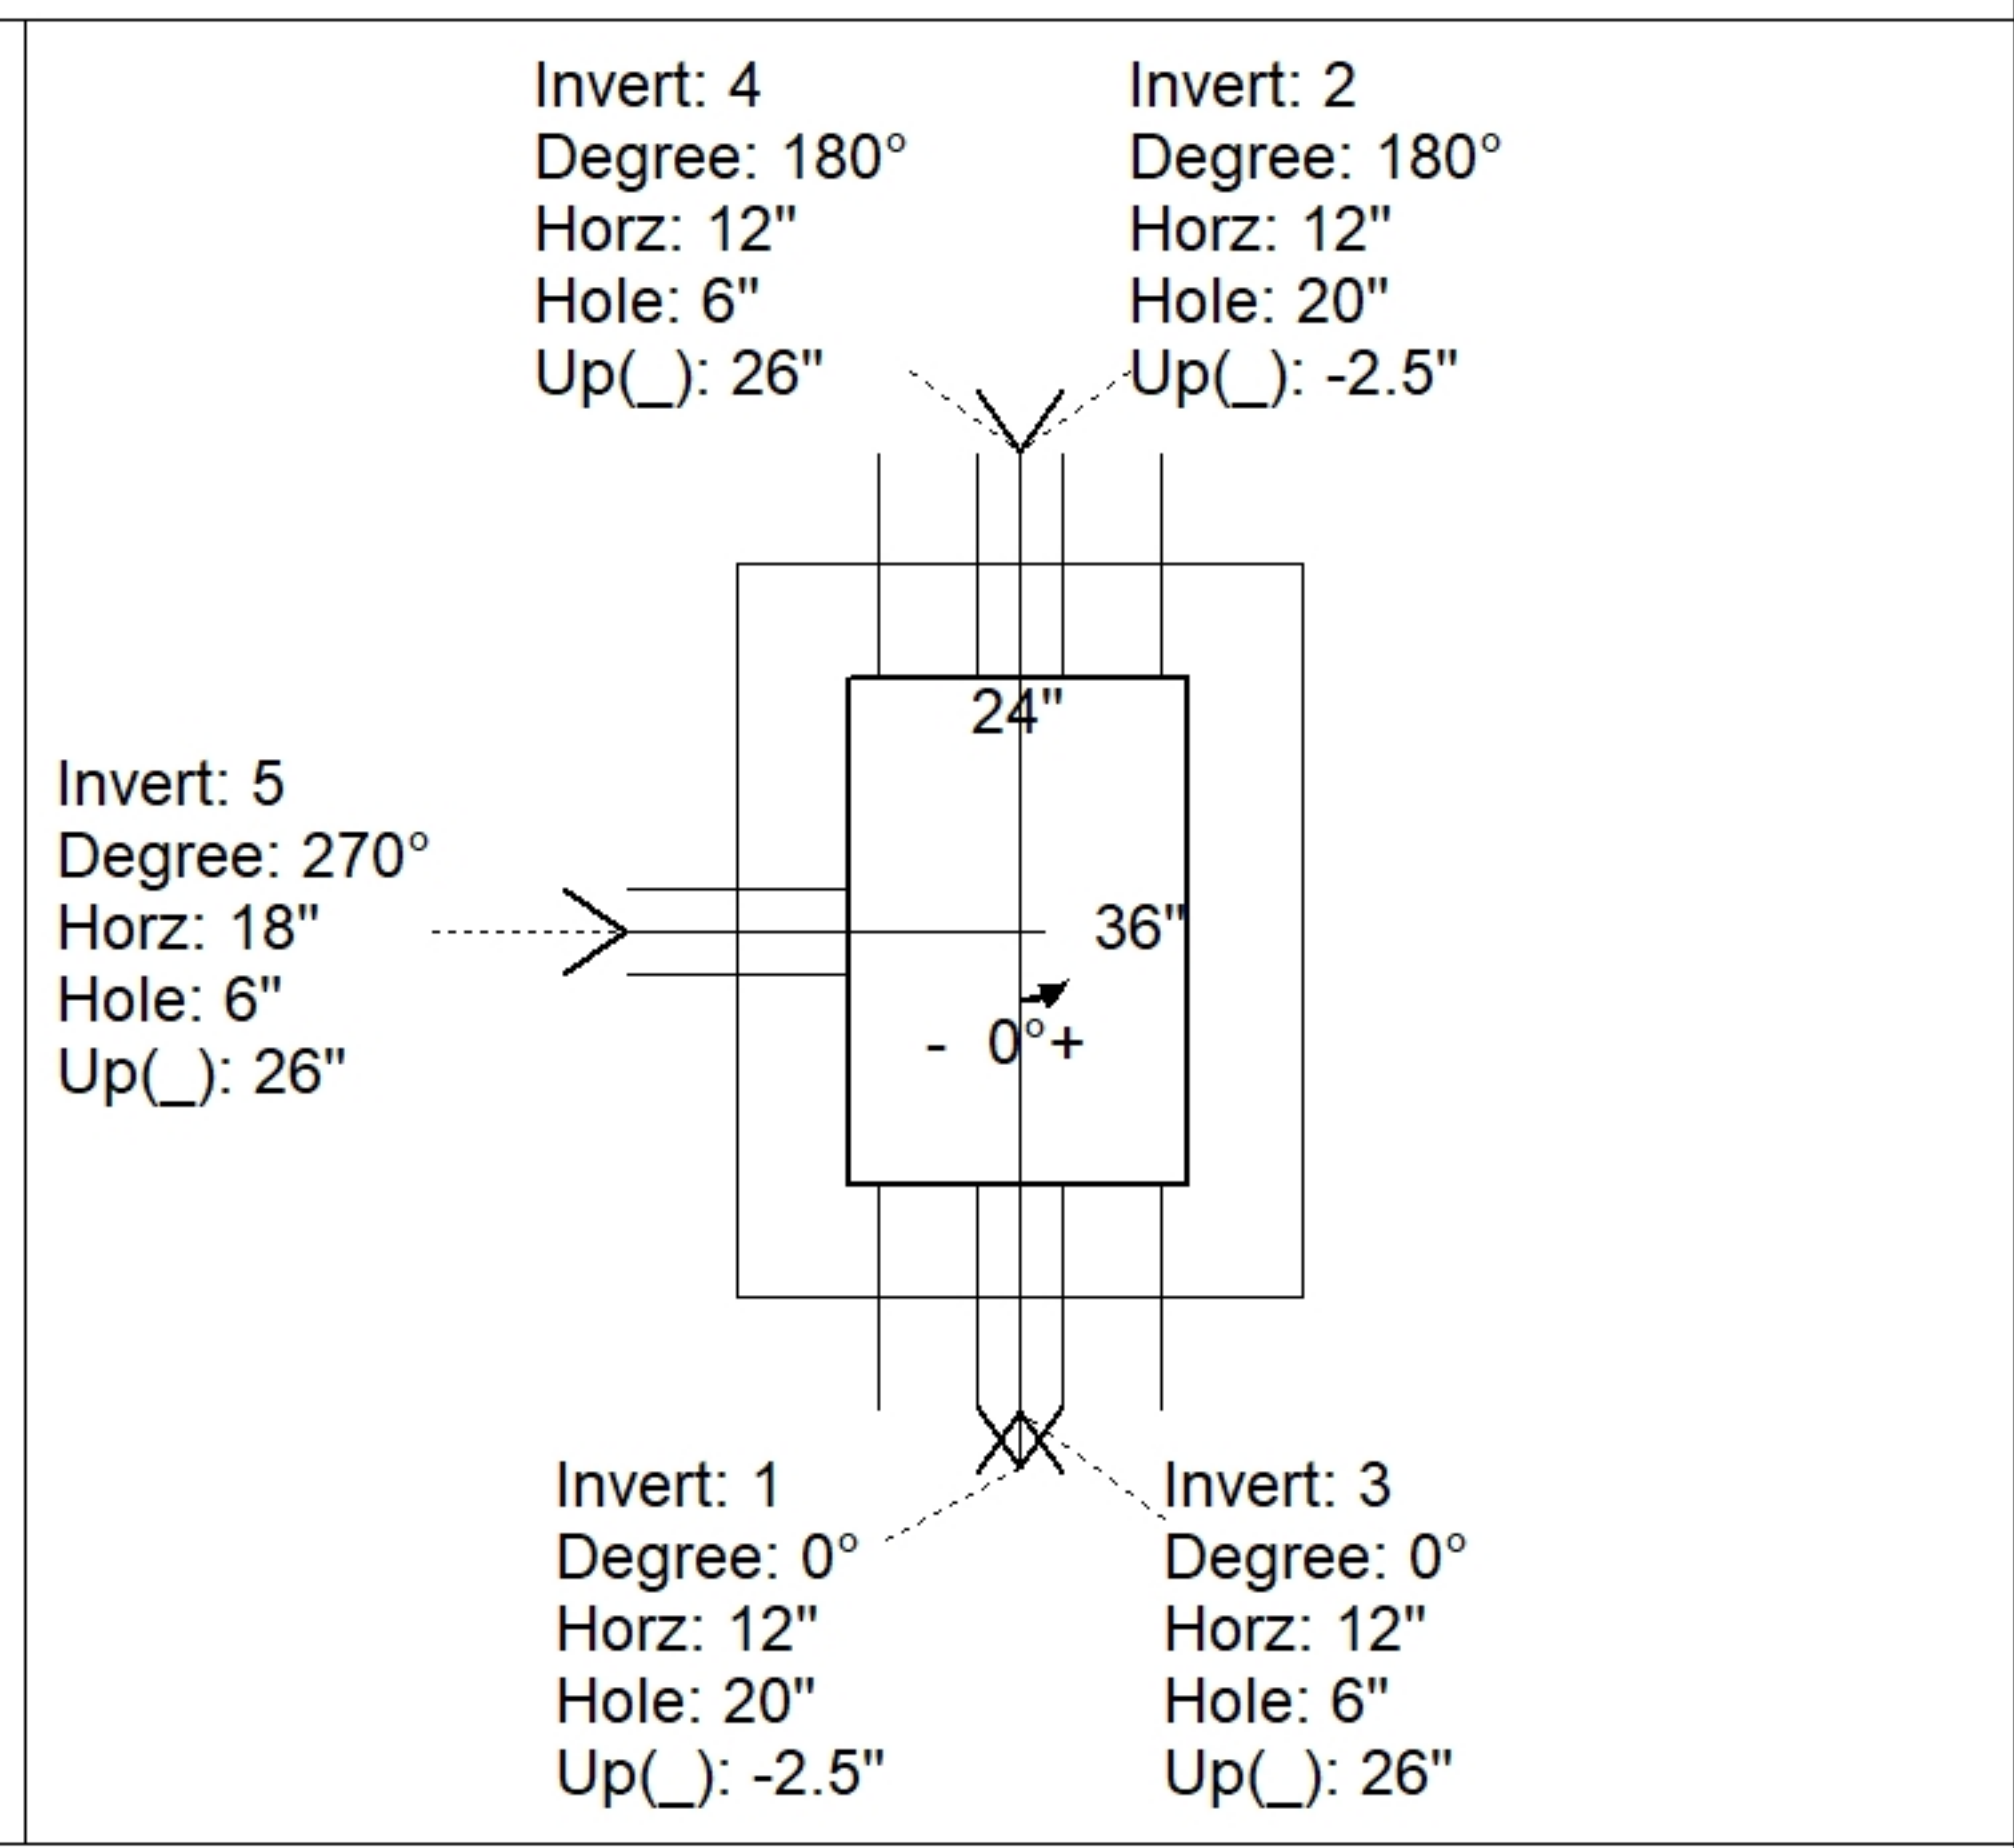 Invert: 4
Degree: 180°
Horz: 12"
Hole: 6"
Up(_): 26"
Invert: 2
Degree: 180°
Horz: 12"
Hole: 20"
Up(_): -2.5"
24"
Invert: 5
Degree: 270°
Horz: 18"
Hole: 6"
Up(_): 26"
36"
- 0°+
Invert: 1
Degree: 0°
Horz: 12"
Hole: 20"
Up(_): -2.5"
Invert: 3
Degree: 0°
Horz: 12"
Hole: 6"
Up(_): 26"